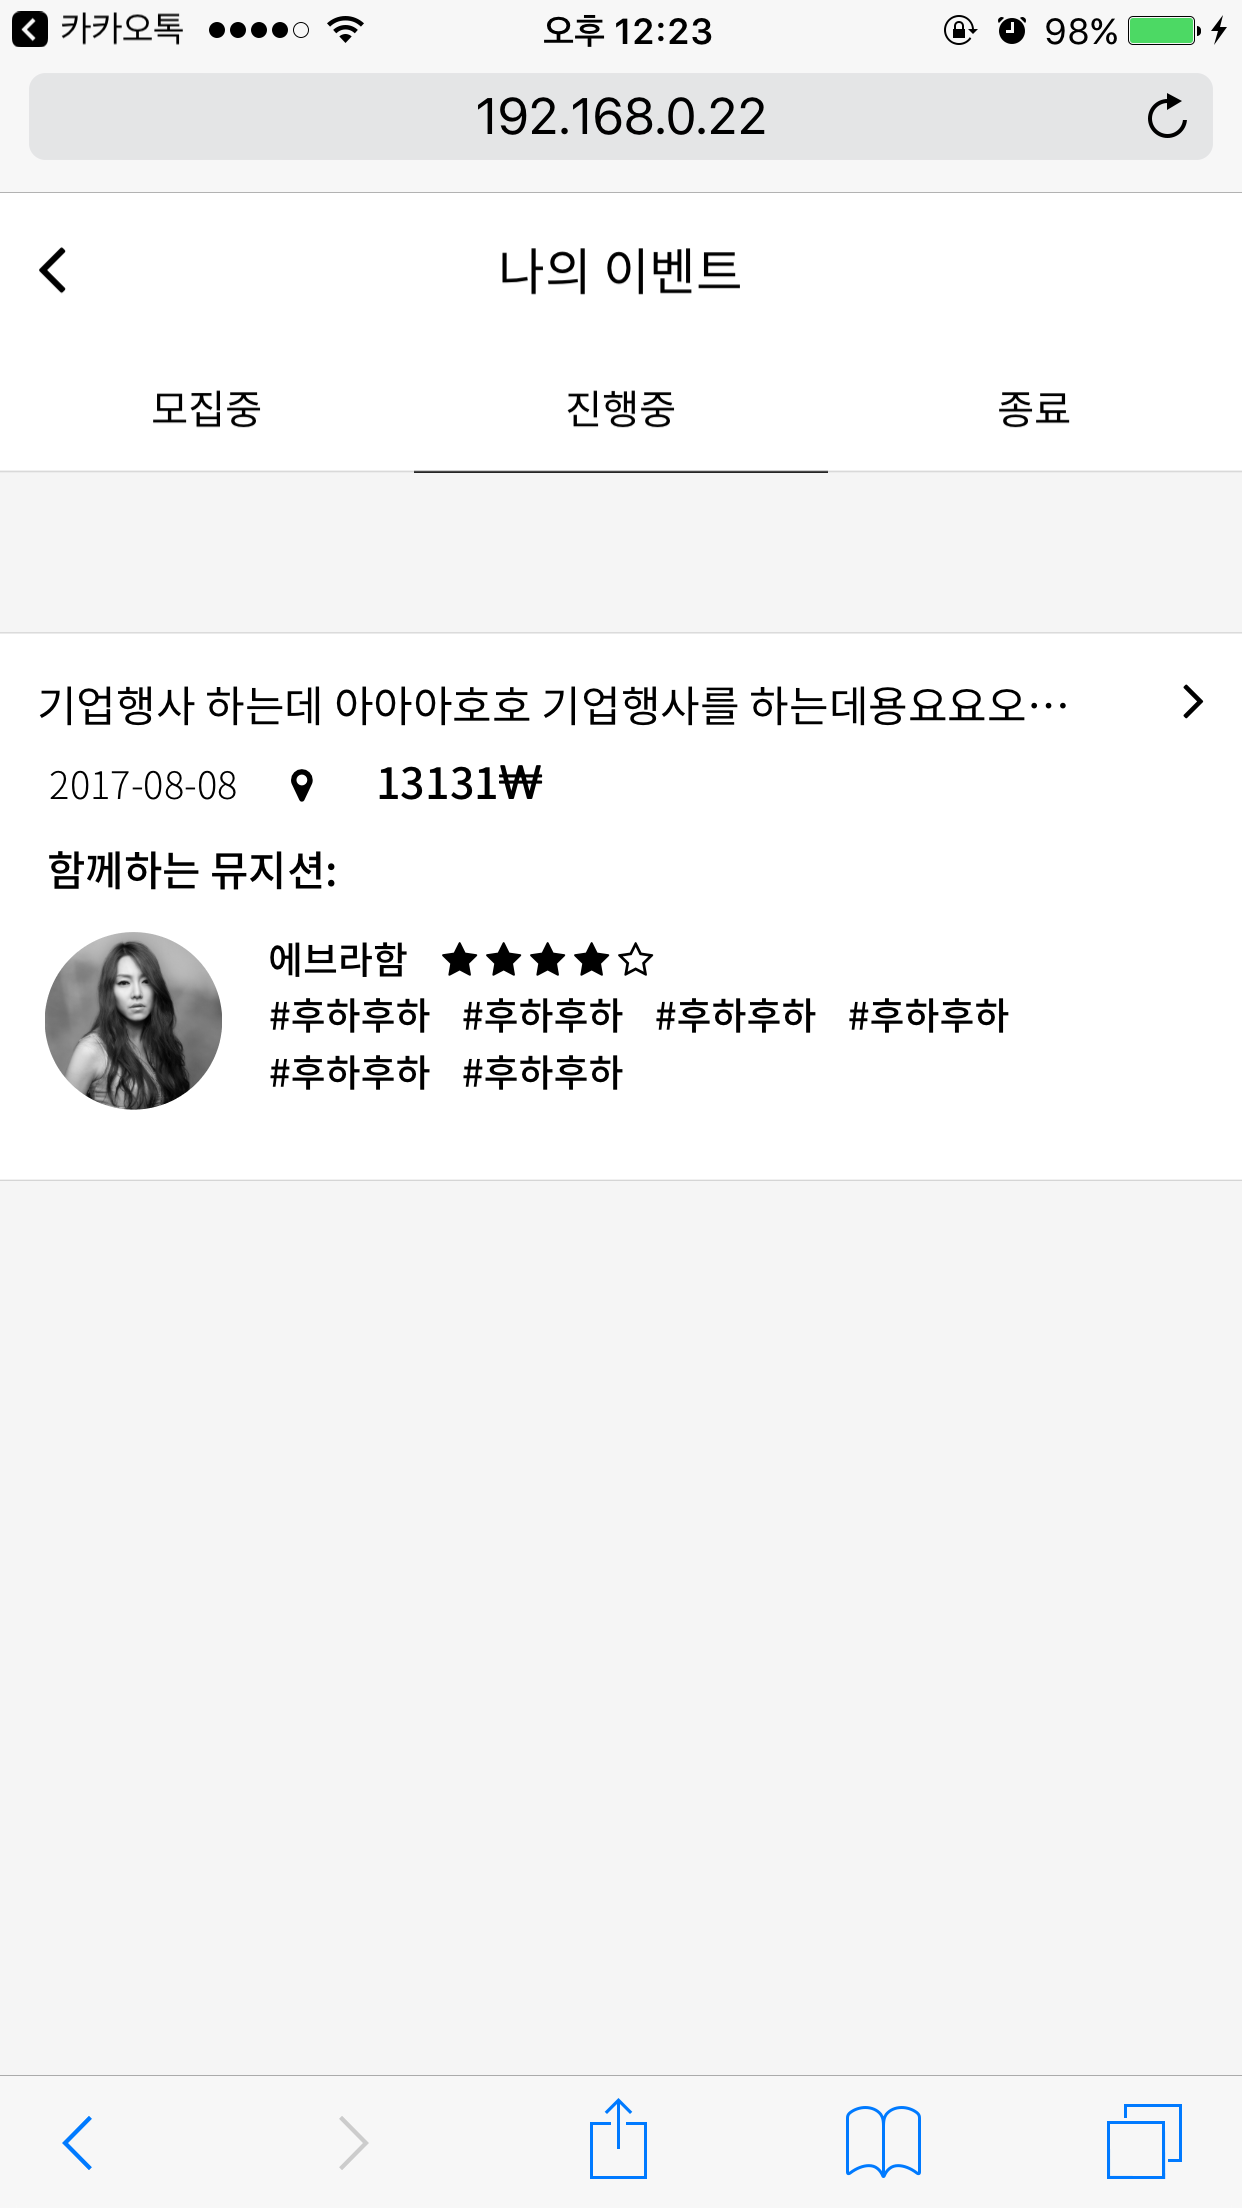 카카오톡 오후 12:23 98%
192.168.0.22
나의 이벤트
모집중 진행중 종료
기업행사 하는데 아아아호호 기업행사를 하는데용요요오…
2017-08-08 13131₩
함께하는 뮤지션:
에브라함 ★★★★☆
#후하후하 #후하후하 #후하후하 #후하후하
#후하후하 #후하후하